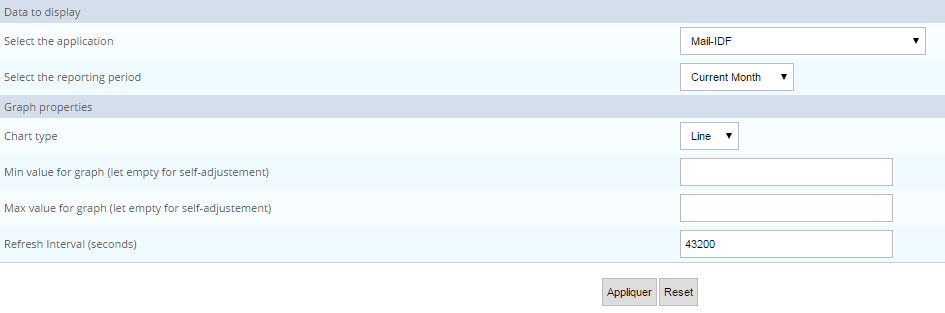 Data to display
Select the application Mail-IDF
Select the reporting period Current Month
Graph properties
Chart type Line
Min value for graph (let empty for self-adjustement)
Max value for graph (let empty for self-adjustement)
Refresh Interval (seconds) 43200
Appliquer Reset